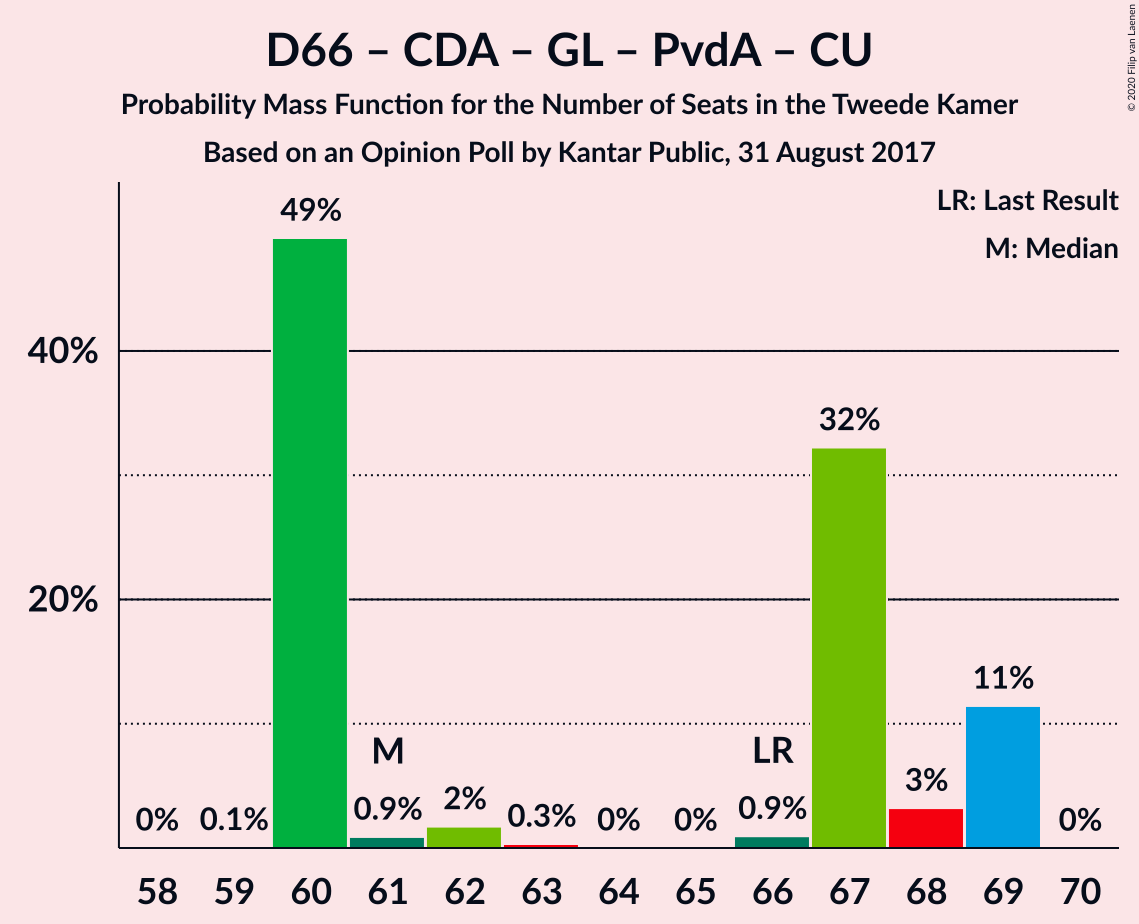 D66 – CDA – GL – PvdA – CU
Probability Mass Function for the Number of Seats in the Tweede Kamer
Based on an Opinion Poll by Kantar Public, 31 August 2017
© 2020 Filip van Laenen
LR: Last Result
M: Median
49%
40%
32%
20%
11%
M
LR
0% 0.1% 0.9% 2% 0.3% 0% 0% 0.9% 3% 0%
58 59 60 61 62 63 64 65 66 67 68 69 70